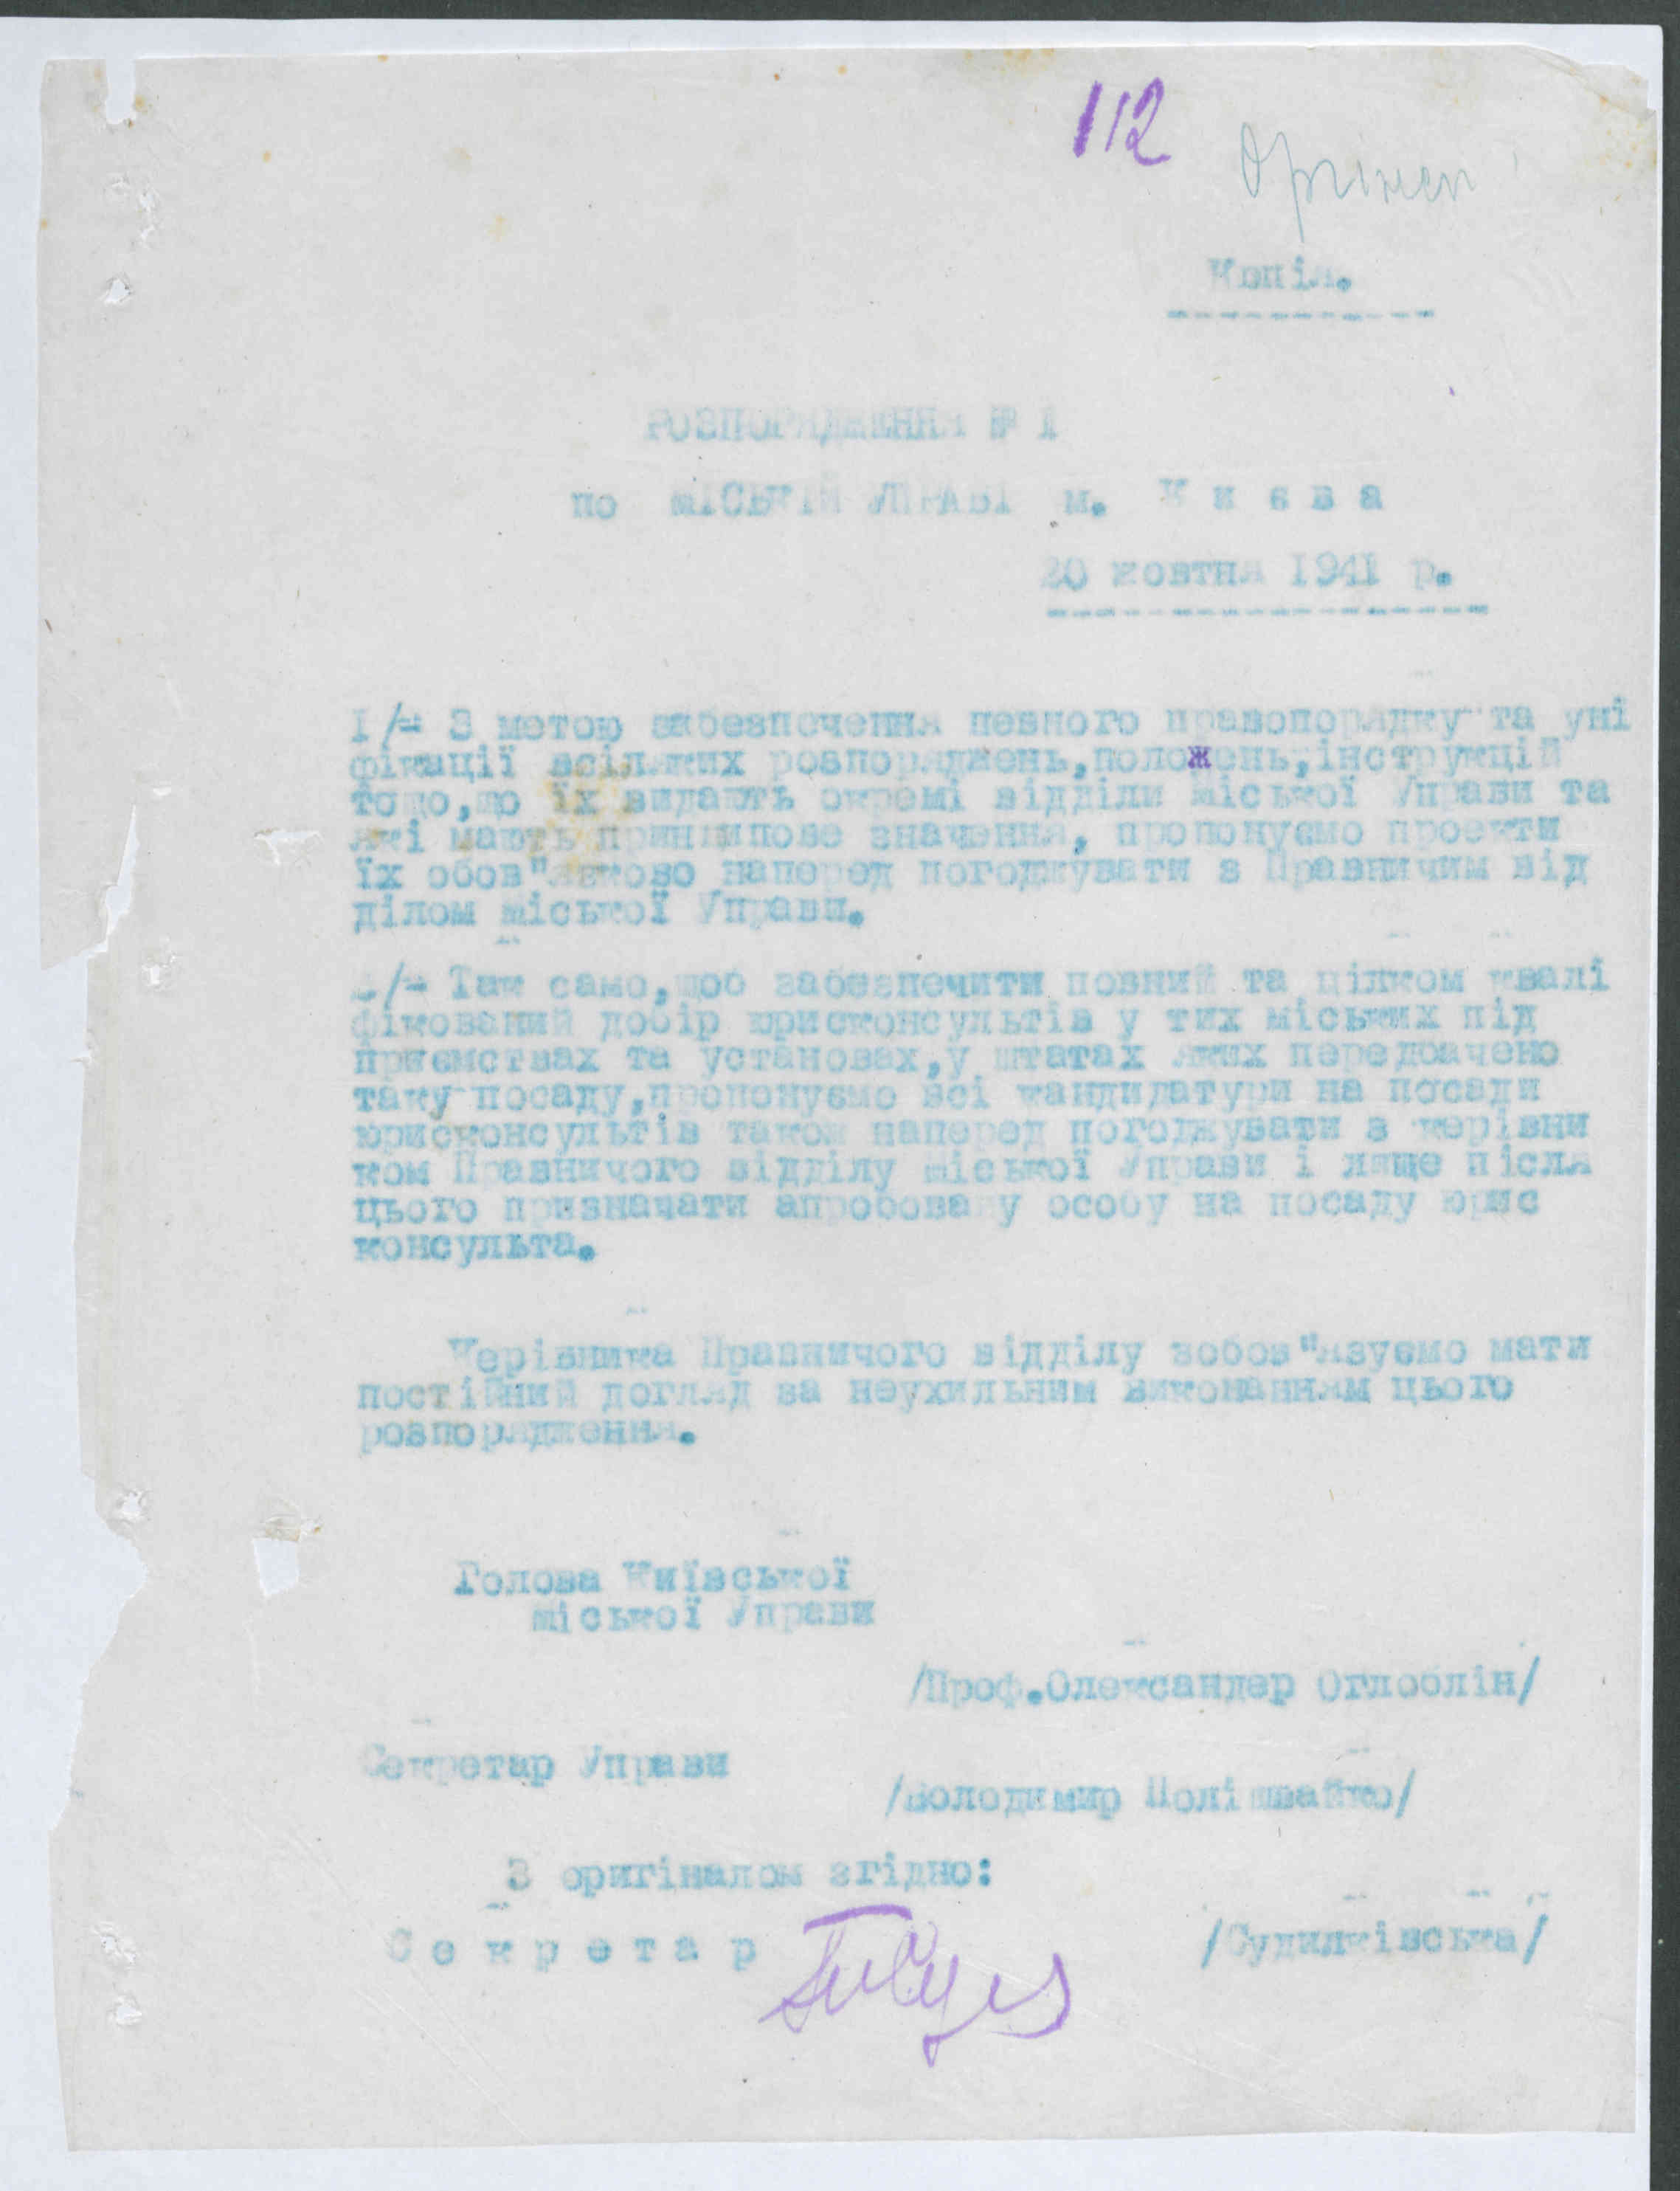 112
Копія.
РОЗПОРЯДЖЕННЯ № 1
по МІСЬКІЙ УПРАВІ м. К и є в а
20 жовтня 1941 р.
I/= З метою забезпечення певного правопорядку та уні
фікації всіляких розпоряджень,положень,інструкцій
тощо,що їх видають окремі відділи Міської Управи та
які мають принципове значення, пропонуємо проекти
їх обов"язково наперед погоджувати з Правничим від
ділом Міської Управи.
2/= Так само,щоб забезпечити повний та цілком квалі
фікований добір юрисконсультів у тих міських під
приємствах та установах,у штатах яких передбачено
таку посаду,пропонуємо всі кандидатури на посади
юрисконсультів також наперед погоджувати з керівни
ком Правничого відділу Міської Управи і лише після
цього призначати апробовану особу на посаду юрис
консульта.
Керівника Правничого відділу зобов"язуємо мати
постійний догляд за неухильним виконанням цього
розпорядження.
Голова Київської
Міської Управи
/Проф.Олександер Оглоблін/
Секретар Управи
/Володимир Полішвайко/
З оригіналом згідно:
С е к р е т а р /Судилківська/